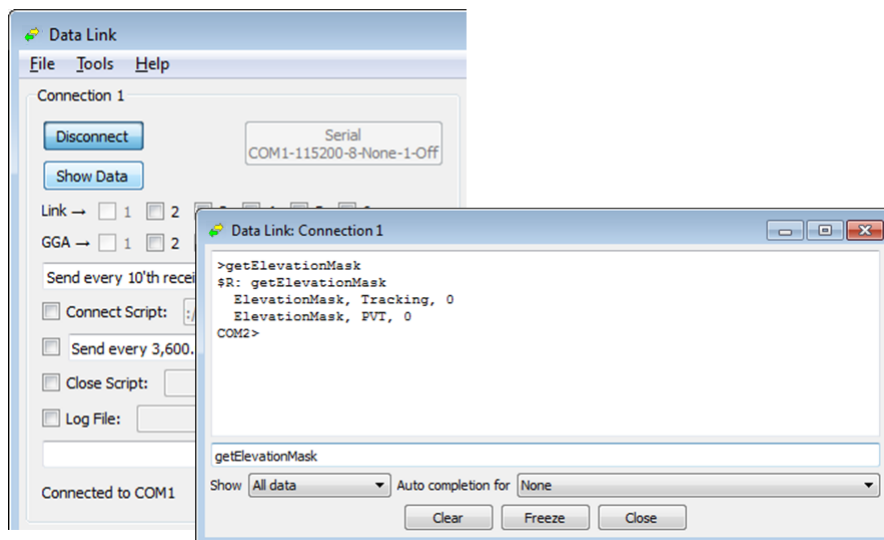 Data Link
File Tools Help
Connection 1
Disconnect
Serial
COM1-115200-8-None-1-Off
Show Data
Link → 1 2
GGA → 1 2
Send every 10'th recei
Connect Script: :/
Send every 3,600.
Close Script:
Log File:
Connected to COM1
Data Link: Connection 1
>getElevationMask
$R: getElevationMask
ElevationMask, Tracking, 0
ElevationMask, PVT, 0
COM2>
getElevationMask
Show All data Auto completion for None
Clear Freeze Close